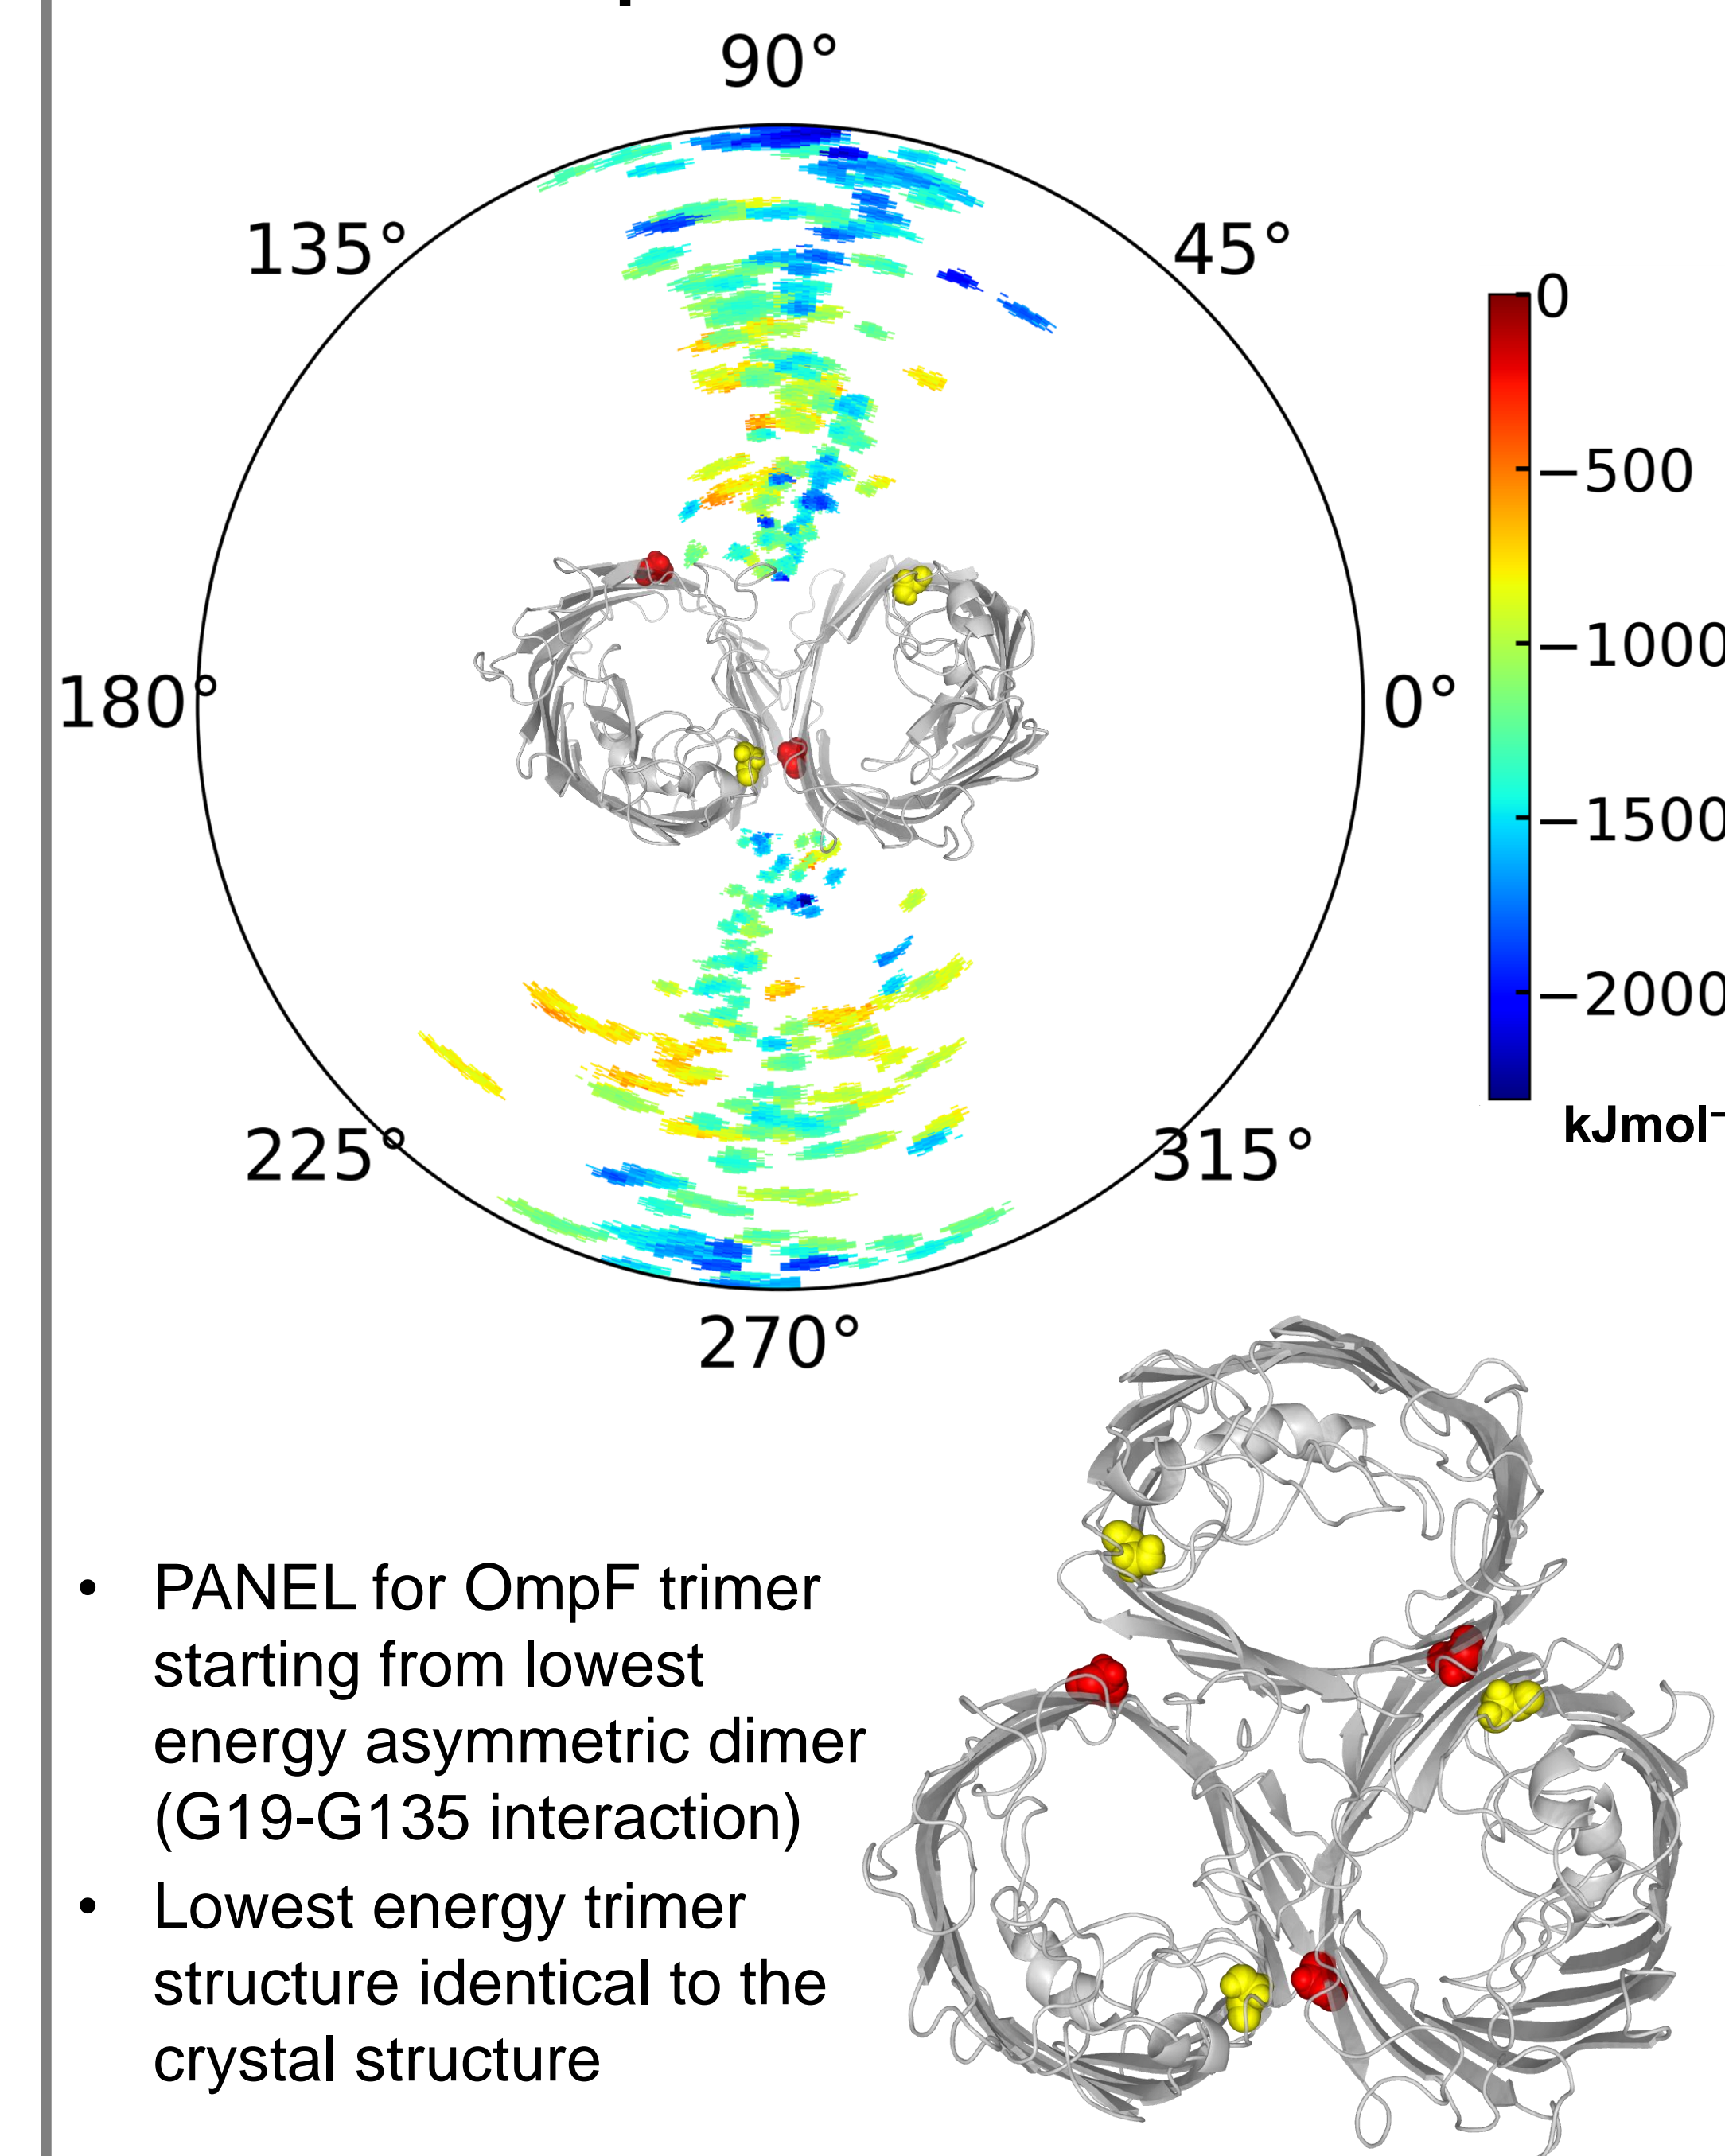 90°
135°
45°
180°
0°
225°
315°
270°
0
−500
−1000
−1500
−2000
kJmol⁻
• PANEL for OmpF trimer
starting from lowest
energy asymmetric dimer
(G19-G135 interaction)
• Lowest energy trimer
structure identical to the
crystal structure